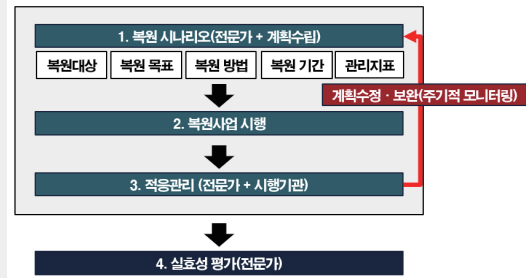 1. 복원 시나리오(전문가 + 계획수립)
복원대상
복원 목표
복원 방법
복원 기간
관리지표
계획수정 · 보완(주기적 모니터링)
2. 복원사업 시행
3. 적응관리 (전문가 + 시행기관)
4. 실효성 평가(전문가)